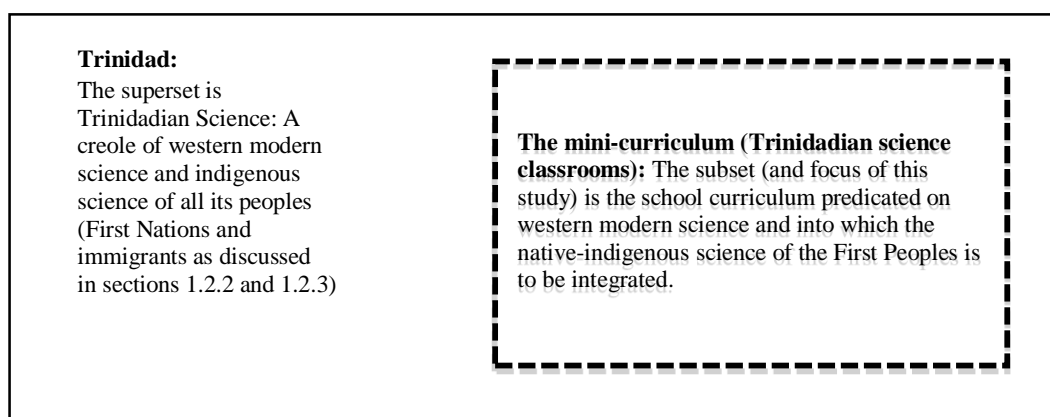 Trinidad:
The superset is
Trinidadian Science: A
creole of western modern
science and indigenous
science of all its peoples
(First Nations and
immigrants as discussed
in sections 1.2.2 and 1.2.3)
The mini-curriculum (Trinidadian science
classrooms): The subset (and focus of this
study) is the school curriculum predicated on
western modern science and into which the
native-indigenous science of the First Peoples is
to be integrated.